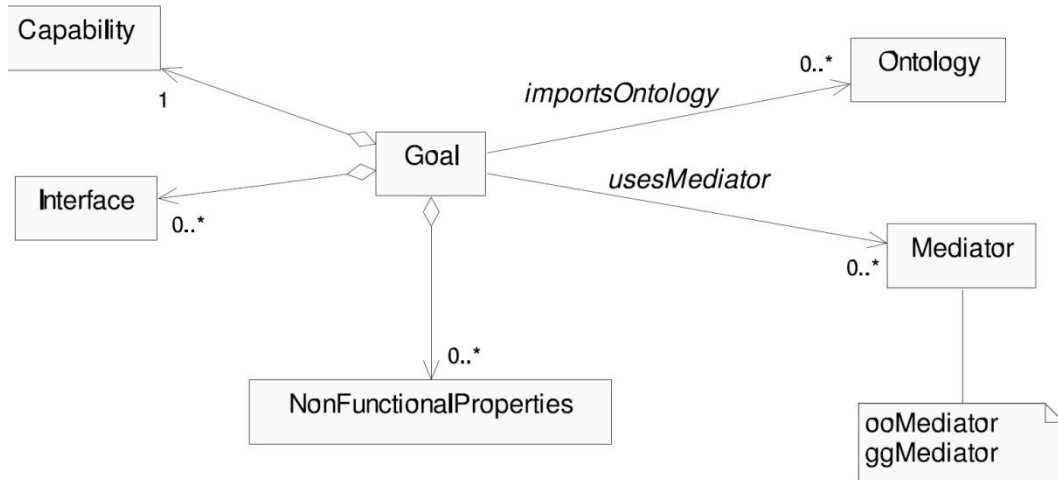 Capability
1
importsOntology
0..*
Ontology
Goal
Interface
0..*
usesMediator
0..*
Mediator
0..*
NonFunctionalProperties
ooMediator
ggMediator